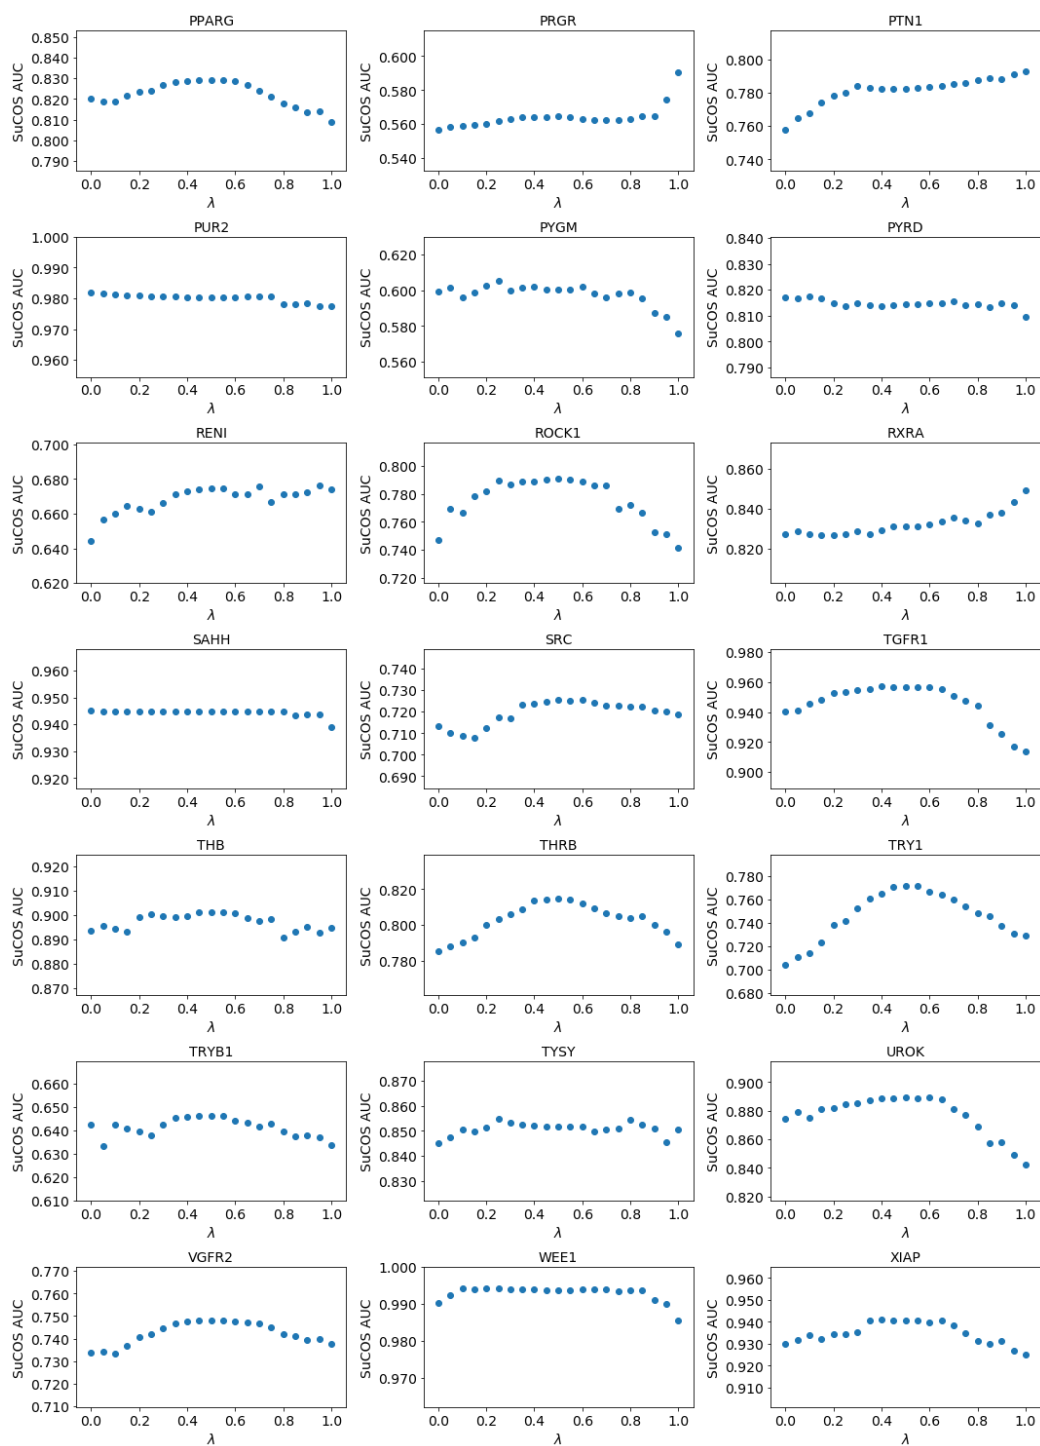 PPARG
SuCOS AUC
0.850
0.840
0.830
0.820
0.810
0.800
0.790
0.0 0.2 0.4 0.6 0.8 1.0
λ
PRGR
SuCOS AUC
0.600
0.580
0.560
0.540
0.0 0.2 0.4 0.6 0.8 1.0
λ
PTN1
SuCOS AUC
0.800
0.780
0.760
0.740
0.0 0.2 0.4 0.6 0.8 1.0
λ
PUR2
SuCOS AUC
1.000
0.990
0.980
0.970
0.960
0.0 0.2 0.4 0.6 0.8 1.0
λ
PYGM
SuCOS AUC
0.620
0.600
0.580
0.560
0.0 0.2 0.4 0.6 0.8 1.0
λ
PYRD
SuCOS AUC
0.840
0.830
0.820
0.810
0.800
0.790
0.0 0.2 0.4 0.6 0.8 1.0
λ
RENI
SuCOS AUC
0.700
0.680
0.660
0.640
0.620
0.0 0.2 0.4 0.6 0.8 1.0
λ
ROCK1
SuCOS AUC
0.800
0.780
0.760
0.740
0.720
0.0 0.2 0.4 0.6 0.8 1.0
λ
RXRA
SuCOS AUC
0.860
0.840
0.820
0.0 0.2 0.4 0.6 0.8 1.0
λ
SAHH
SuCOS AUC
0.960
0.950
0.940
0.930
0.920
0.0 0.2 0.4 0.6 0.8 1.0
λ
SRC
SuCOS AUC
0.740
0.730
0.720
0.710
0.700
0.690
0.0 0.2 0.4 0.6 0.8 1.0
λ
TGFR1
SuCOS AUC
0.980
0.960
0.940
0.920
0.900
0.0 0.2 0.4 0.6 0.8 1.0
λ
THB
SuCOS AUC
0.920
0.910
0.900
0.890
0.880
0.870
0.0 0.2 0.4 0.6 0.8 1.0
λ
THRB
SuCOS AUC
0.820
0.800
0.780
0.0 0.2 0.4 0.6 0.8 1.0
λ
TRY1
SuCOS AUC
0.780
0.760
0.740
0.720
0.700
0.680
0.0 0.2 0.4 0.6 0.8 1.0
λ
TRYB1
SuCOS AUC
0.660
0.650
0.640
0.630
0.620
0.610
0.0 0.2 0.4 0.6 0.8 1.0
λ
TYSY
SuCOS AUC
0.870
0.860
0.850
0.840
0.830
0.0 0.2 0.4 0.6 0.8 1.0
λ
UROK
SuCOS AUC
0.900
0.880
0.860
0.840
0.820
0.0 0.2 0.4 0.6 0.8 1.0
λ
VGFR2
SuCOS AUC
0.770
0.760
0.750
0.740
0.730
0.720
0.710
0.0 0.2 0.4 0.6 0.8 1.0
λ
WEE1
SuCOS AUC
1.000
0.990
0.980
0.970
0.0 0.2 0.4 0.6 0.8 1.0
λ
XIAP
SuCOS AUC
0.960
0.950
0.940
0.930
0.920
0.910
0.0 0.2 0.4 0.6 0.8 1.0
λ